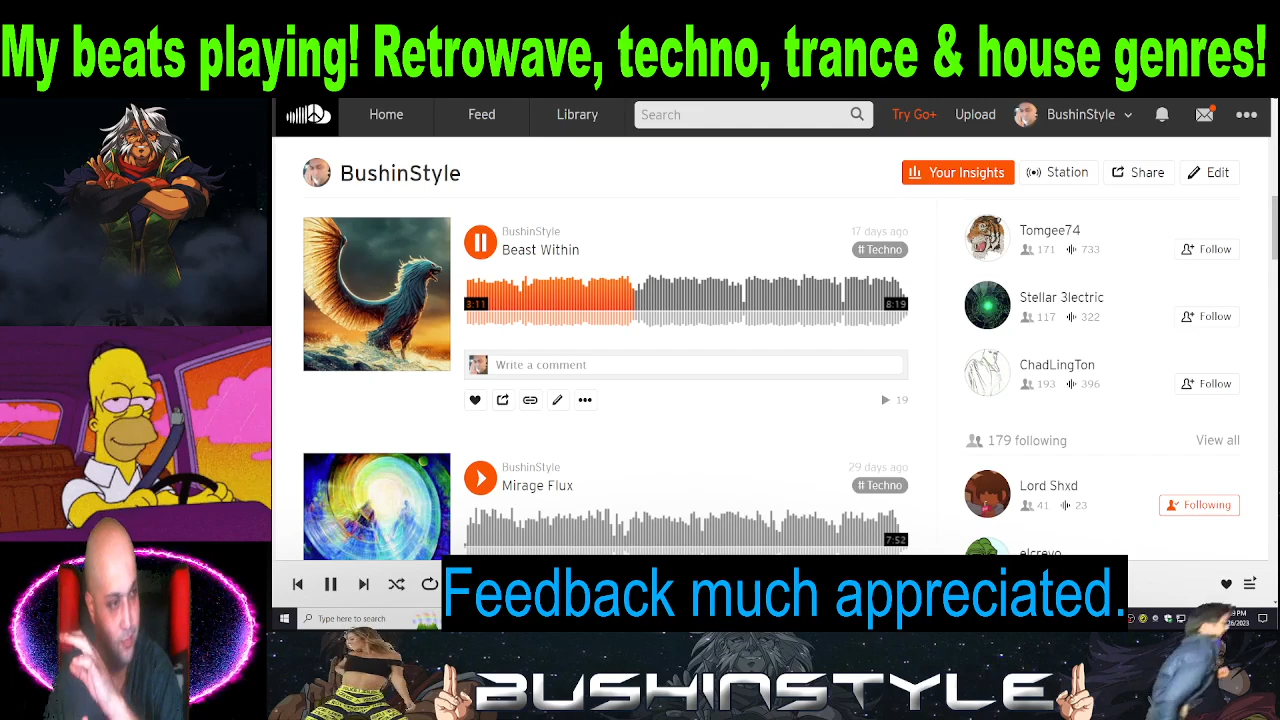 My beats playing! Retrowave, techno, trance & house genres!
Home
Feed
Library
Search
Try Go+
Upload
BushinStyle
BushinStyle
Your Insights
Station
Share
Edit
BushinStyle
17 days ago
Beast Within
# Techno
3:11
8:19
Write a comment
19
BushinStyle
29 days ago
Mirage Flux
# Techno
7:52
Tomgee74
171
733
Follow
Stellar 3lectric
117
322
Follow
ChadLingTon
193
396
Follow
179 following
View all
Lord Shxd
41
23
Following
elcrevo
Feedback much appreciated.
Type here to search
BUSHINSTYLE